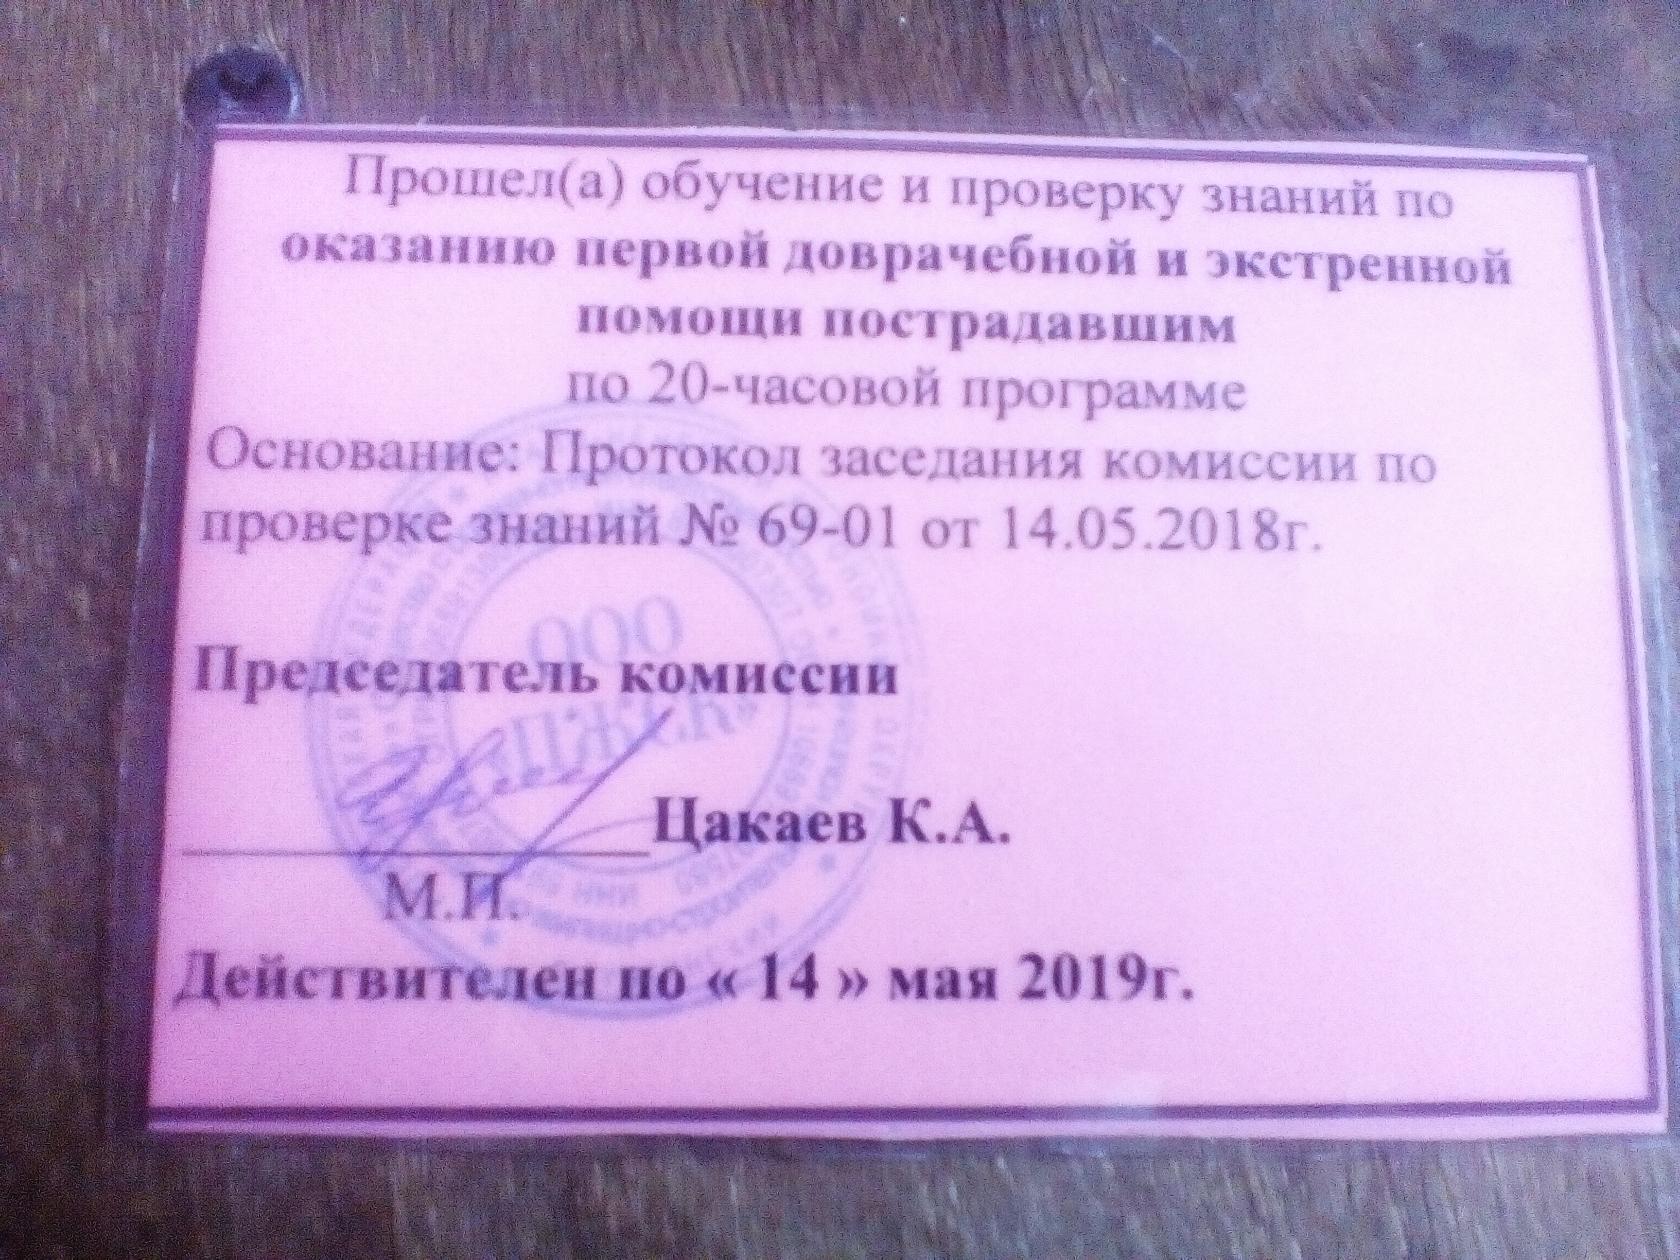 Прошел(а) обучение и проверку знаний по
оказанию первой доврачебной и экстренной
помощи пострадавшим
по 20-часовой программе
Основание: Протокол заседания комиссии по
проверке знаний № 69-01 от 14.05.2018г.
ООО
Председатель комиссии
Цакаев К.А.
М.П.
Действителен по « 14 » мая 2019г.